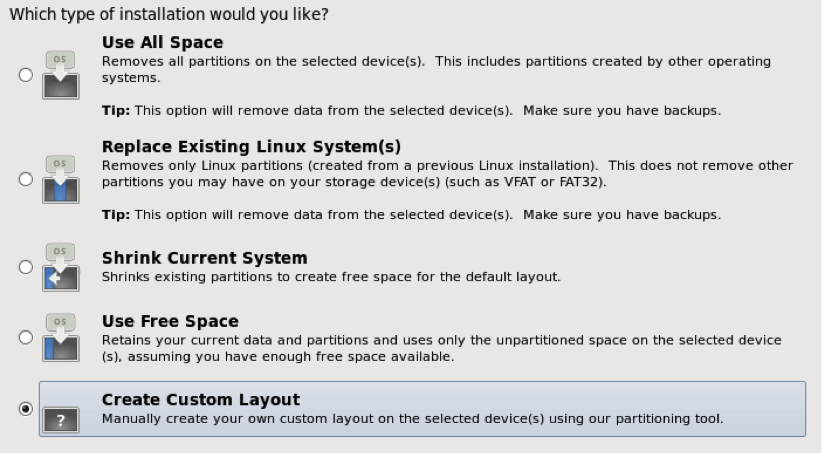 Which type of installation would you like?
OS
Use All Space
Removes all partitions on the selected device(s).  This includes partitions created by other operating
systems.
Tip: This option will remove data from the selected device(s).  Make sure you have backups.
OS
Replace Existing Linux System(s)
Removes only Linux partitions (created from a previous Linux installation).  This does not remove other
partitions you may have on your storage device(s) (such as VFAT or FAT32).
Tip: This option will remove data from the selected device(s).  Make sure you have backups.
OS
Shrink Current System
Shrinks existing partitions to create free space for the default layout.
OS
Use Free Space
Retains your current data and partitions and uses only the unpartitioned space on the selected device
(s), assuming you have enough free space available.
?
Create Custom Layout
Manually create your own custom layout on the selected device(s) using our partitioning tool.